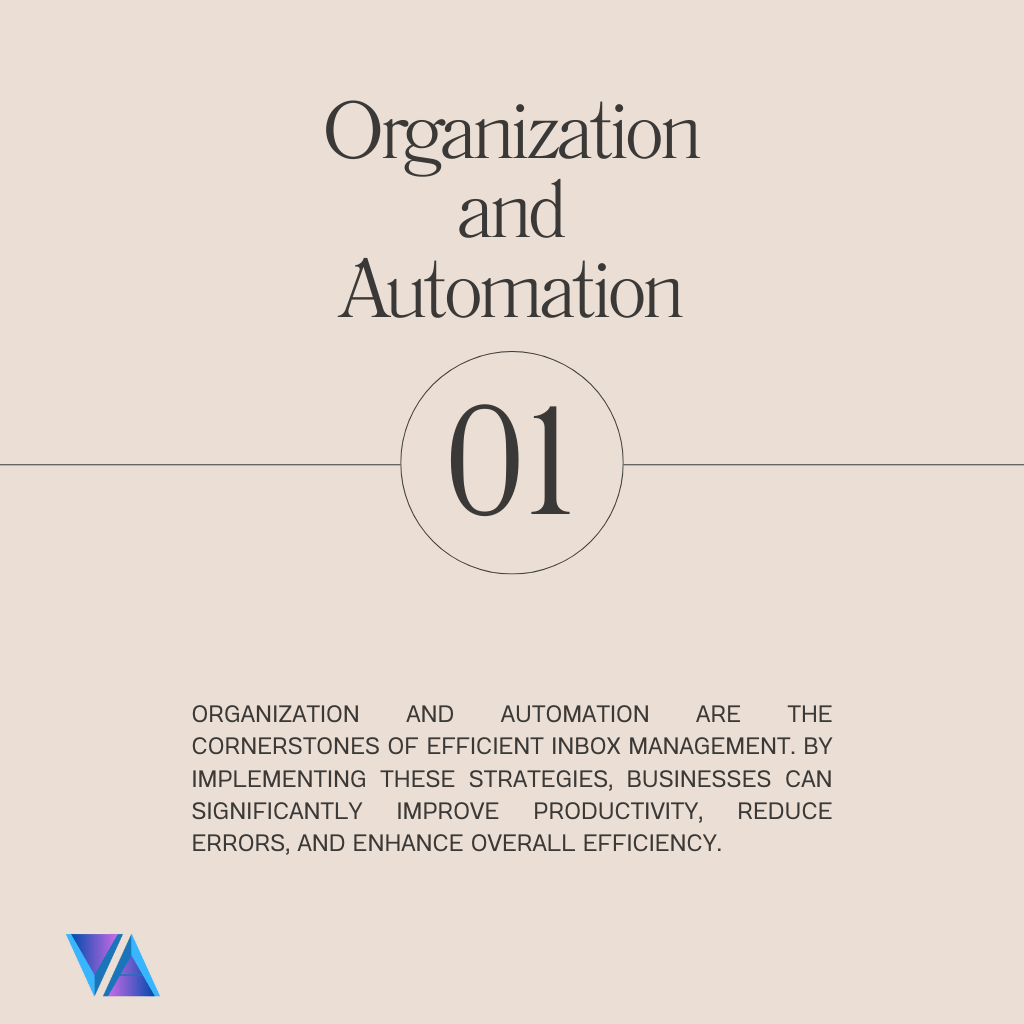 Organization
and
Automation
01
ORGANIZATION AND AUTOMATION ARE THE
CORNERSTONES OF EFFICIENT INBOX MANAGEMENT. BY
IMPLEMENTING THESE STRATEGIES, BUSINESSES CAN
SIGNIFICANTLY IMPROVE PRODUCTIVITY, REDUCE
ERRORS, AND ENHANCE OVERALL EFFICIENCY.
VA